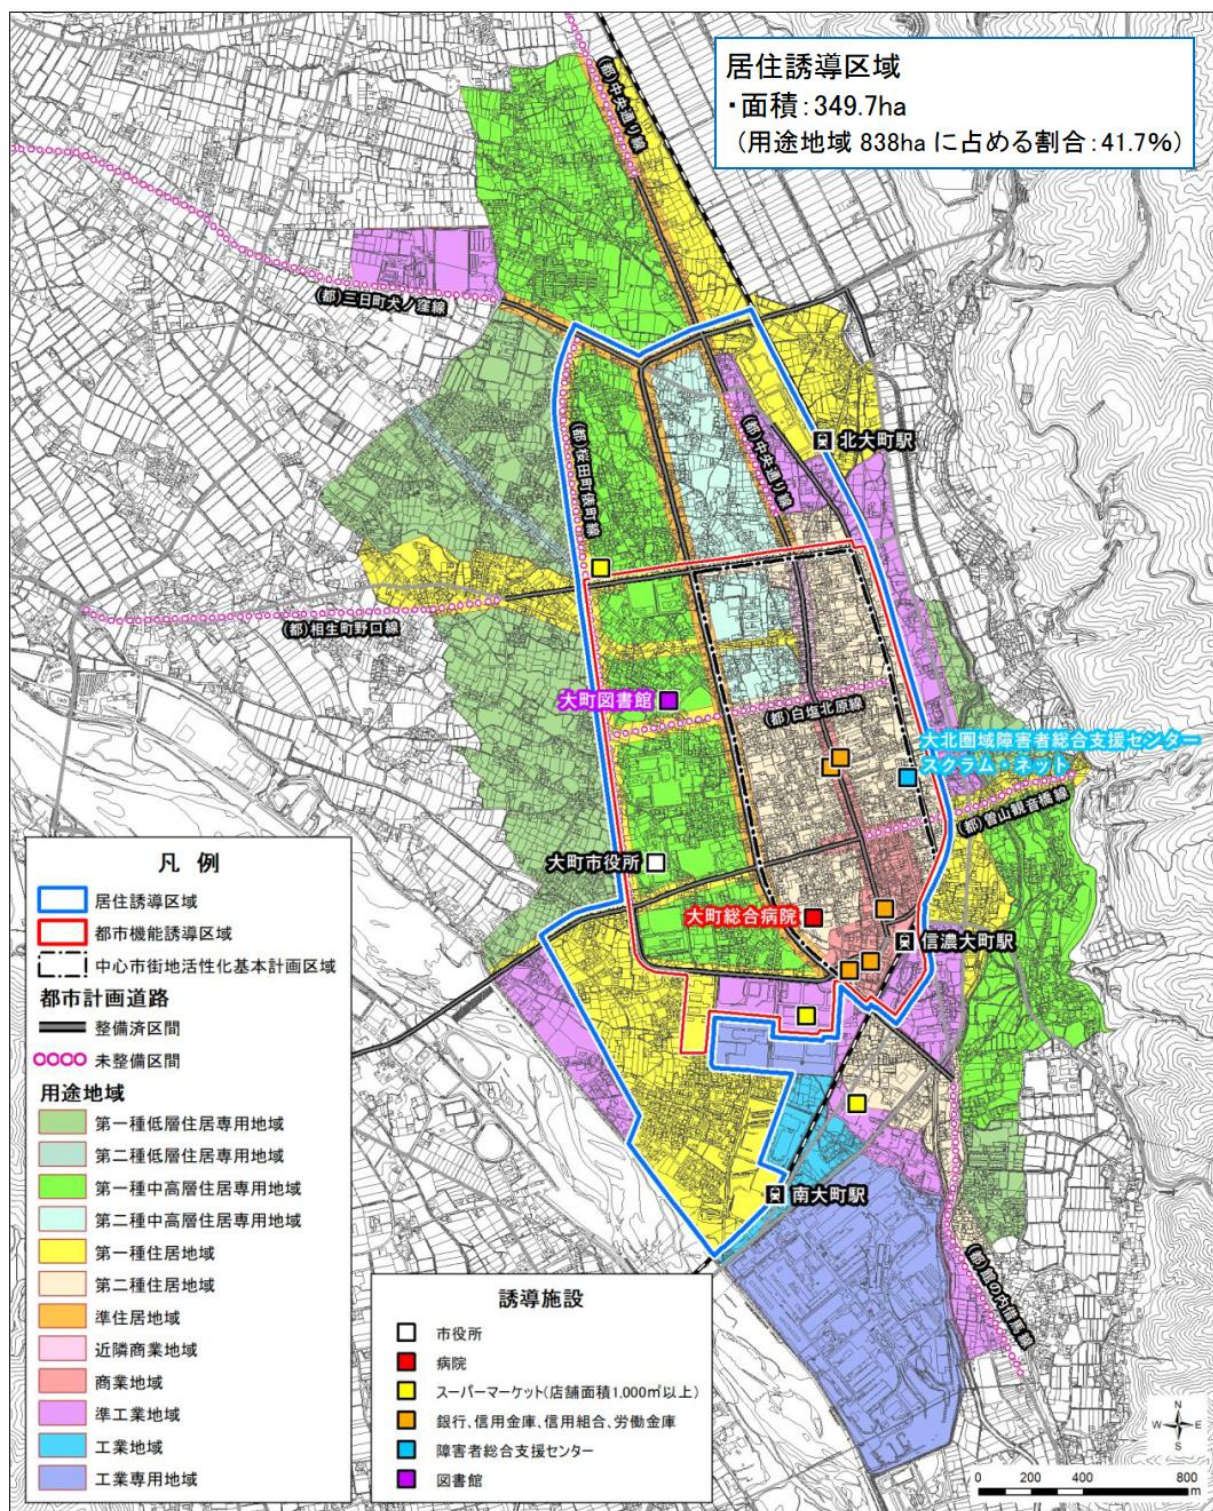 居住誘導区域
・面積：349.7ha
（用途地域 838ha に占める割合：41.7%）
(都)中央通り線
(都)三日町大ノ窪線
北大町駅
(都)桜田町俵町線
(都)中央通り線
(都)相生町野口線
大町図書館
(都)白塩北原線
大北圏域障害者総合支援センター
スクラム・ネット
(都)曽山観音橋線
大町市役所
大町総合病院
信濃大町駅
南大町駅
凡 例
居住誘導区域
都市機能誘導区域
中心市街地活性化基本計画区域
都市計画道路
整備済区間
未整備区間
用途地域
第一種低層住居専用地域
第二種低層住居専用地域
第一種中高層住居専用地域
第二種中高層住居専用地域
第一種住居地域
第二種住居地域
準住居地域
近隣商業地域
商業地域
準工業地域
工業地域
工業専用地域
誘導施設
市役所
病院
スーパーマーケット(店舗面積1,000㎡以上)
銀行、信用金庫、信用組合、労働金庫
障害者総合支援センター
図書館
N
W E
S
0 200 400 800
m